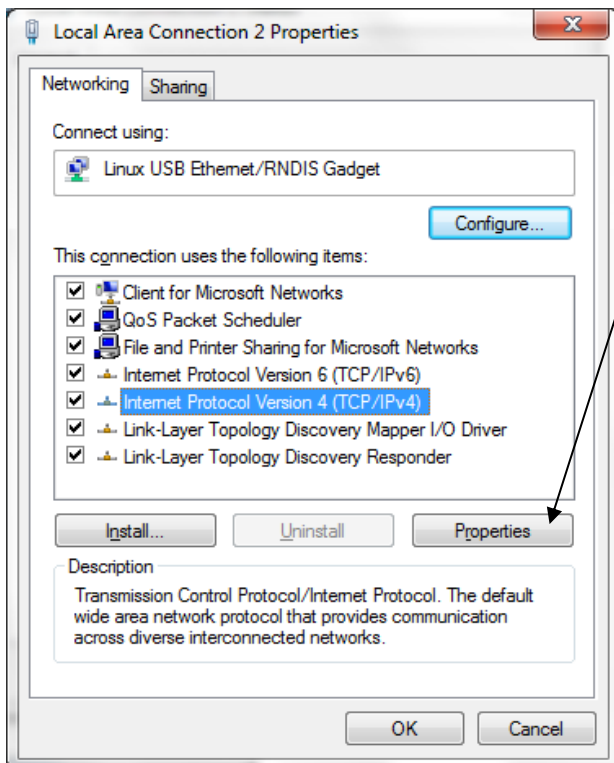 Local Area Connection 2 Properties
Networking
Sharing
Connect using:
Linux USB Ethernet/RNDIS Gadget
Configure...
This connection uses the following items:
Client for Microsoft Networks
QoS Packet Scheduler
File and Printer Sharing for Microsoft Networks
Internet Protocol Version 6 (TCP/IPv6)
Internet Protocol Version 4 (TCP/IPv4)
Link-Layer Topology Discovery Mapper I/O Driver
Link-Layer Topology Discovery Responder
Install...
Uninstall
Properties
Description
Transmission Control Protocol/Internet Protocol. The default
wide area network protocol that provides communication
across diverse interconnected networks.
OK
Cancel